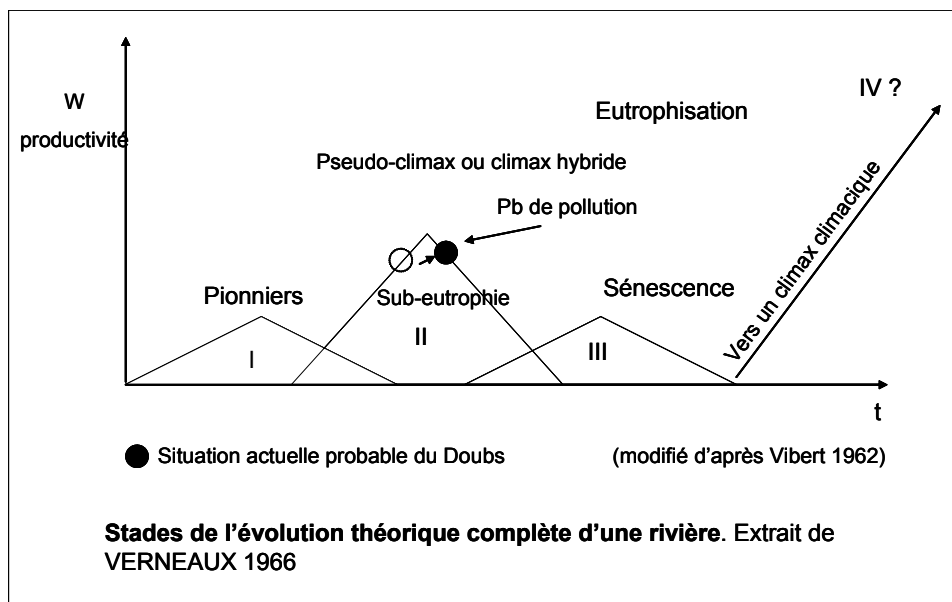 IV ?
W
productivité
Eutrophisation
Pseudo-climax ou climax hybride
Pb de pollution
Vers un climax climacique
Pionniers
Sub-eutrophie
Sénescence
I
II
III
t
Situation actuelle probable du Doubs
(modifié d'après Vibert 1962)
Stades de l'évolution théorique complète d'une rivière. Extrait de
VERNEAUX 1966